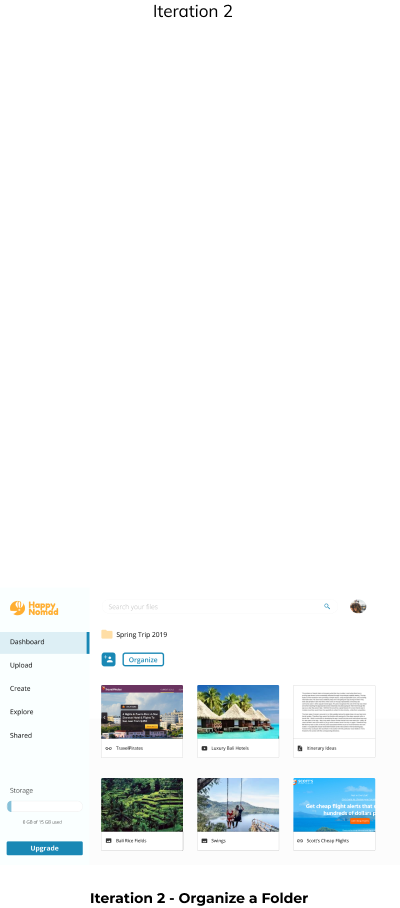 Iteration 2
Happy
Nomad
Search your files
Spring Trip 2019
Organize
Dashboard
Upload
Create
Explore
Shared
TravelPirates
Luxury Bali Hotels
Itinerary Ideas
Storage
6 GB of 15 GB used
Upgrade
Bali Rice Fields
Swings
Scott's Cheap Flights
Get cheap flight alerts that
hundreds of dollars
Iteration 2 - Organize a Folder